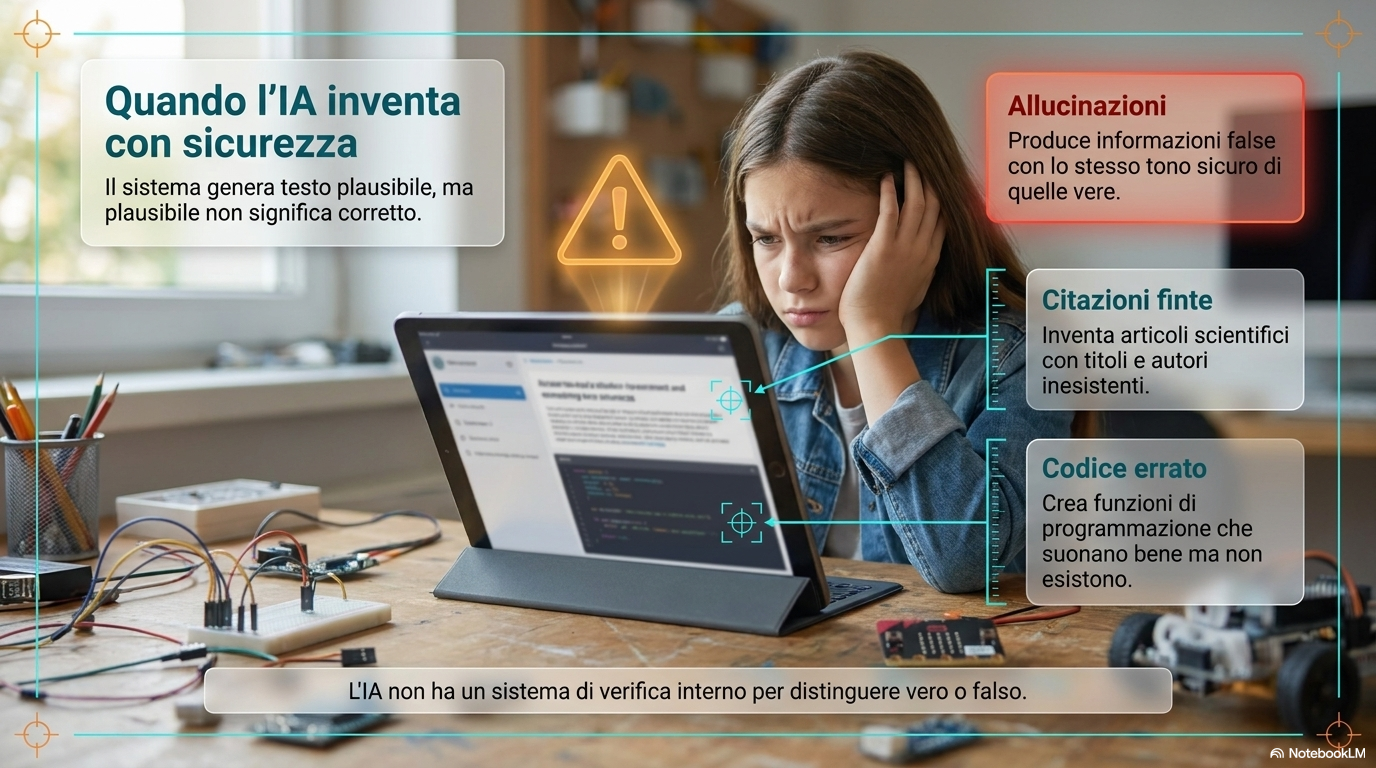 Quando l'IA inventa
con sicurezza
Il sistema genera testo plausibile, ma
plausibile non significa corretto.
Allucinazioni
Produce informazioni false
con lo stesso tono sicuro di
quelle vere.
Citazioni finte
Inventa articoli scientifici
con titoli e autori
inesistenti.
Codice errato
Crea funzioni di
programmazione che
suonano bene ma non
esistono.
L'IA non ha un sistema di verifica interno per distinguere vero o falso.
NotebookLM